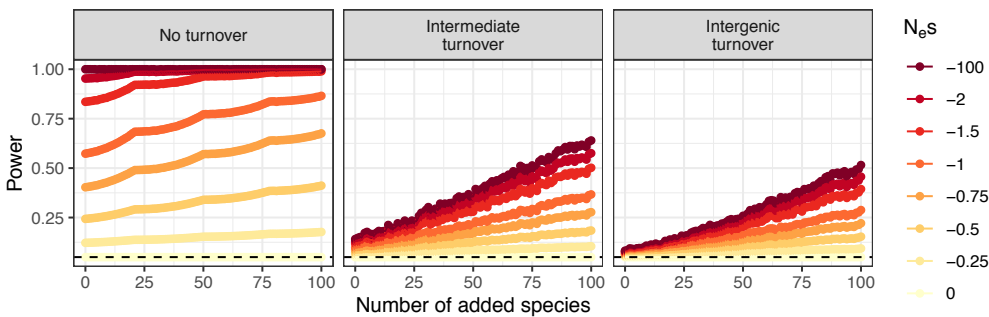 No turnover
Intermediate
turnover
Intergenic
turnover
Power
1.00
0.75
0.50
0.25
0 25 50 75 100
0 25 50 75 100
0 25 50 75 100
Number of added species
Nes
−100
−2
−1.5
−1
−0.75
−0.5
−0.25
0